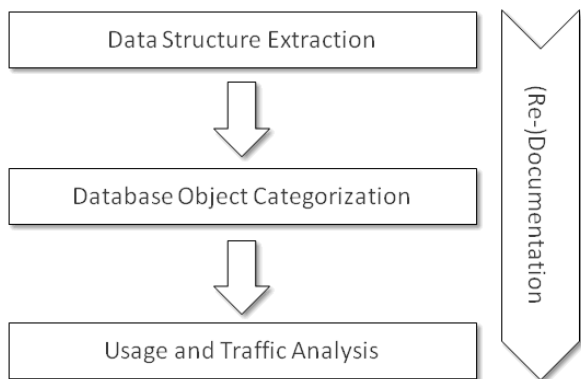 Data Structure Extraction
Database Object Categorization
Usage and Traffic Analysis
(Re-)Documentation